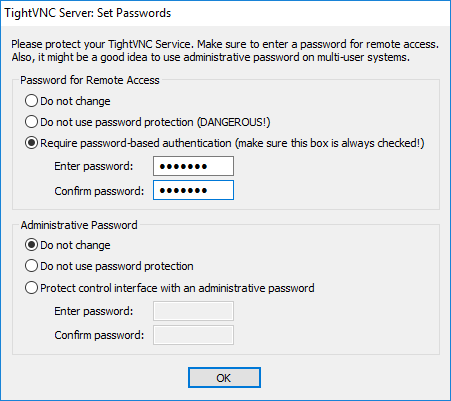 TightVNC Server: Set Passwords
Please protect your TightVNC Service. Make sure to enter a password for remote access.
Also, it might be a good idea to use administrative password on multi-user systems.
Password for Remote Access
Do not change
Do not use password protection (DANGEROUS!)
Require password-based authentication (make sure this box is always checked!)
Enter password: •••••••
Confirm password: •••••••
Administrative Password
Do not change
Do not use password protection
Protect control interface with an administrative password
Enter password:
Confirm password:
OK